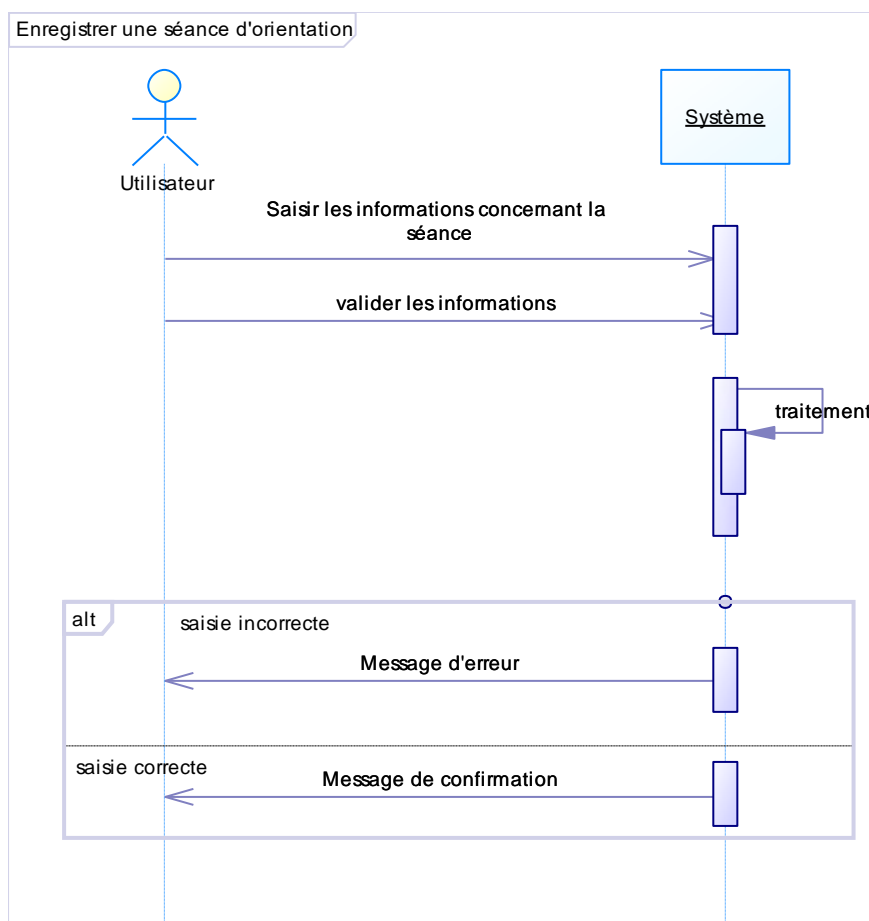 Enregistrer une séance d'orientation
Système
Utilisateur
Saisir les informations concernant la
séance
valider les informations
traitement
alt
saisie incorrecte
Message d'erreur
saisie correcte
Message de confirmation